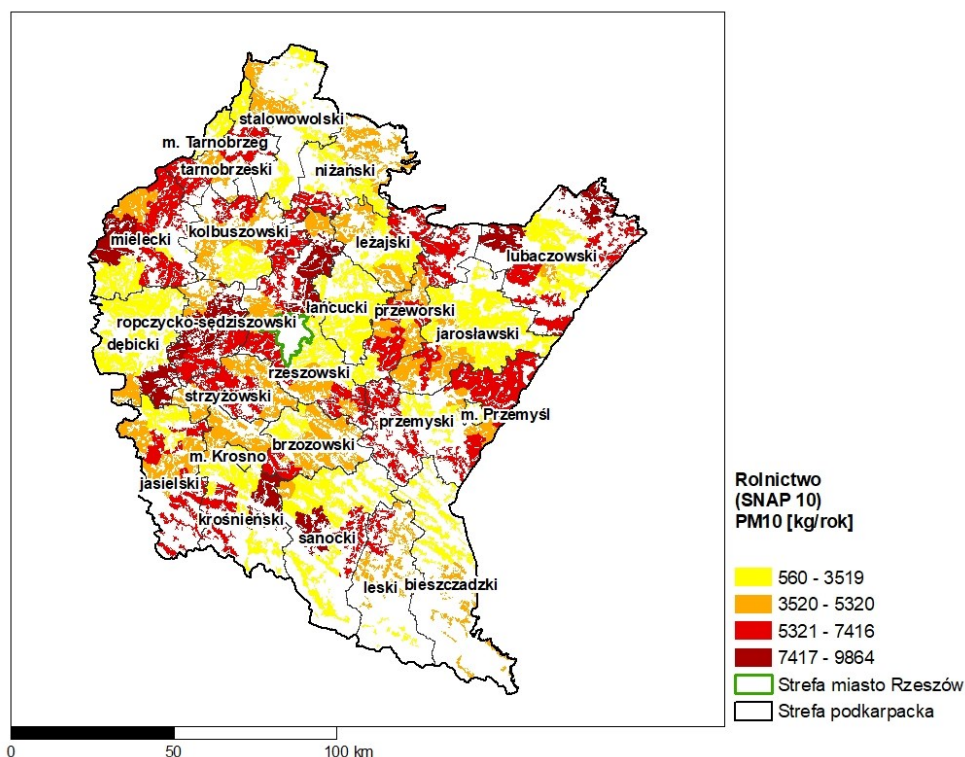 stalowowolski
m. Tarnobrzeg
tarnobrzeski
niżański
kolbuszowski
mielecki
leżajski
lubaczowski
łańcucki
przeworski
ropczycko-sędziszowski
jarosławski
dębicki
rzeszowski
strzyżowski
m. Przemyśl
przemyski
brzozowski
m. Krosno
jasielski
krośnieński
sanocki
leski
bieszczadzki
Rolnictwo
(SNAP 10)
PM10 [kg/rok]
560 - 3519
3520 - 5320
5321 - 7416
7417 - 9864
Strefa miasto Rzeszów
Strefa podkarpacka
0 50 100 km